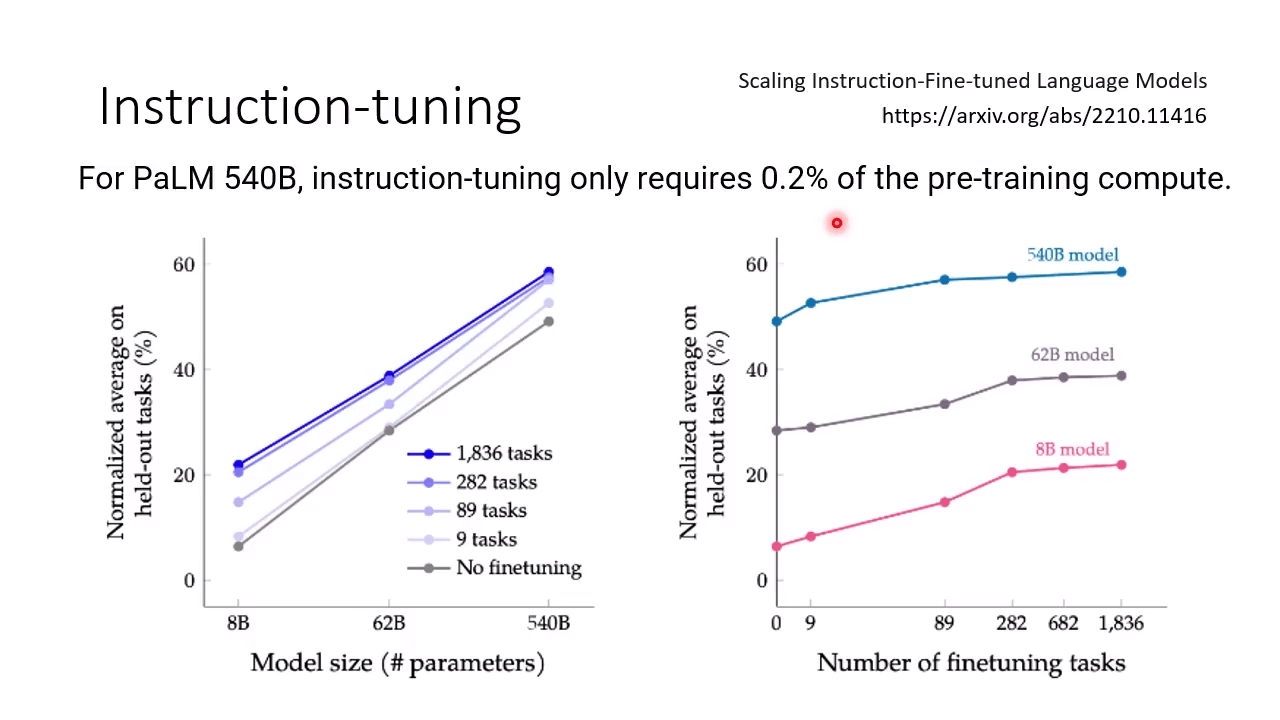 Instruction-tuning
Scaling Instruction-Fine-tuned Language Models
https://arxiv.org/abs/2210.11416
For PaLM 540B, instruction-tuning only requires 0.2% of the pre-training compute.
Normalized average on
held-out tasks (%)
60
40
20
0
1,836 tasks
282 tasks
89 tasks
9 tasks
No finetuning
8B
62B
540B
Model size (# parameters)
Normalized average on
held-out tasks (%)
60
40
20
0
540B model
62B model
8B model
0
9
89
282
682
1,836
Number of finetuning tasks